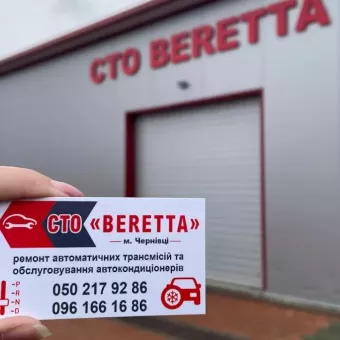 СТО BERETTA
СТО «BERETTA»
м. Чернівці
ремонт автоматичних трансмісій та
обслуговування автокондиціонерів
-P
-R
-N
-D
050 217 92 86
096 166 16 86